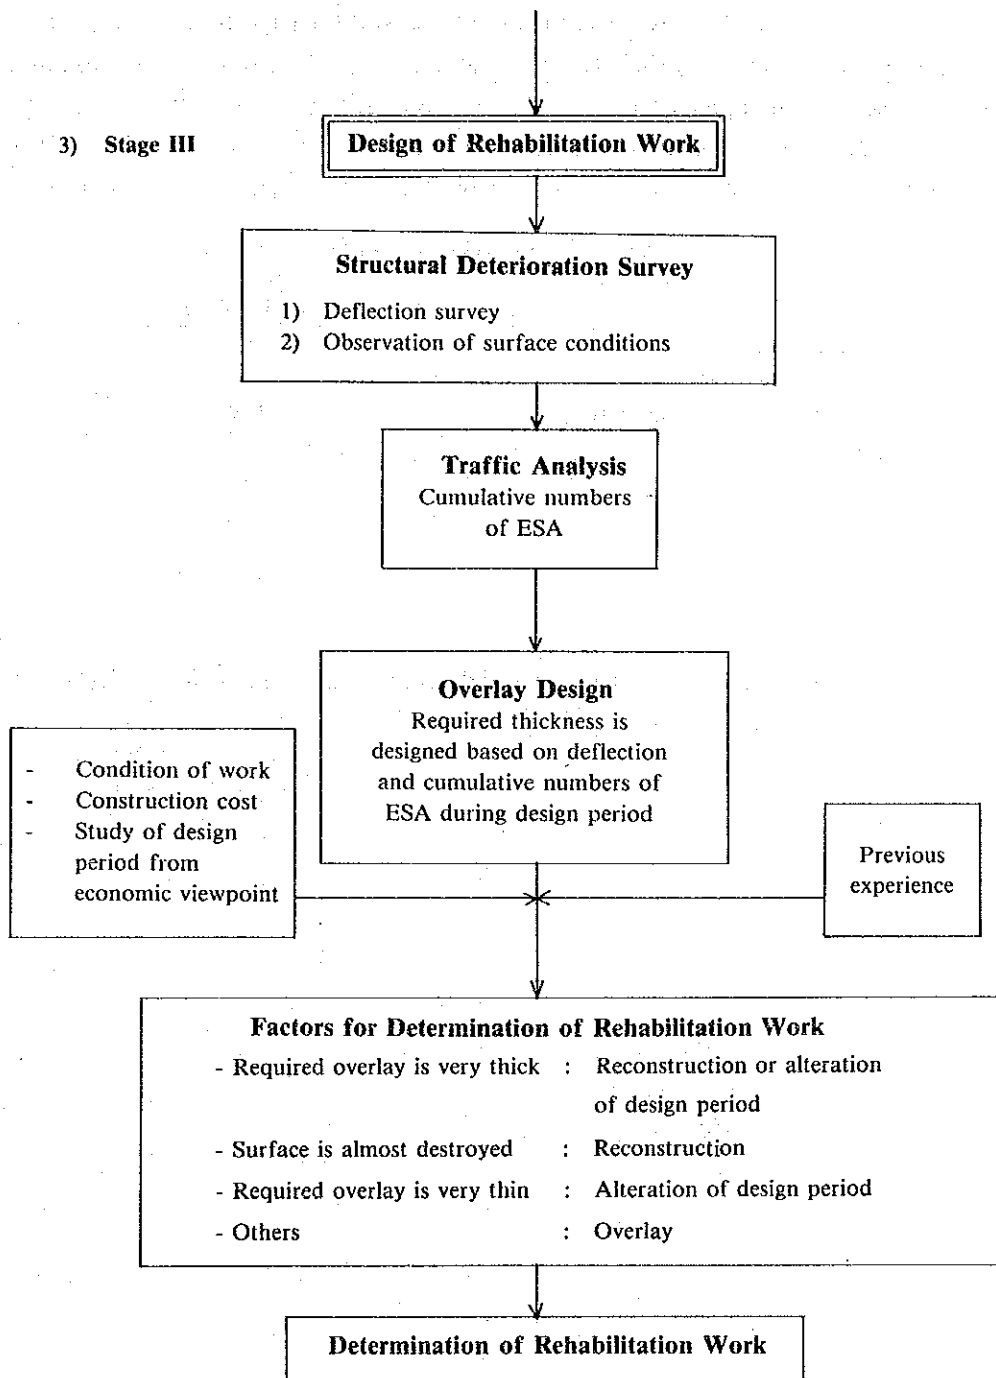 3) Stage III
Design of Rehabilitation Work
Structural Deterioration Survey
1) Deflection survey
2) Observation of surface conditions
Traffic Analysis
Cumulative numbers
of ESA
Overlay Design
Required thickness is
designed based on deflection
and cumulative numbers of
ESA during design period
- Condition of work
- Construction cost
- Study of design
period from
economic viewpoint
Previous
experience
Factors for Determination of Rehabilitation Work
- Required overlay is very thick : Reconstruction or alteration
of design period
- Surface is almost destroyed : Reconstruction
- Required overlay is very thin : Alteration of design period
- Others : Overlay
Determination of Rehabilitation Work